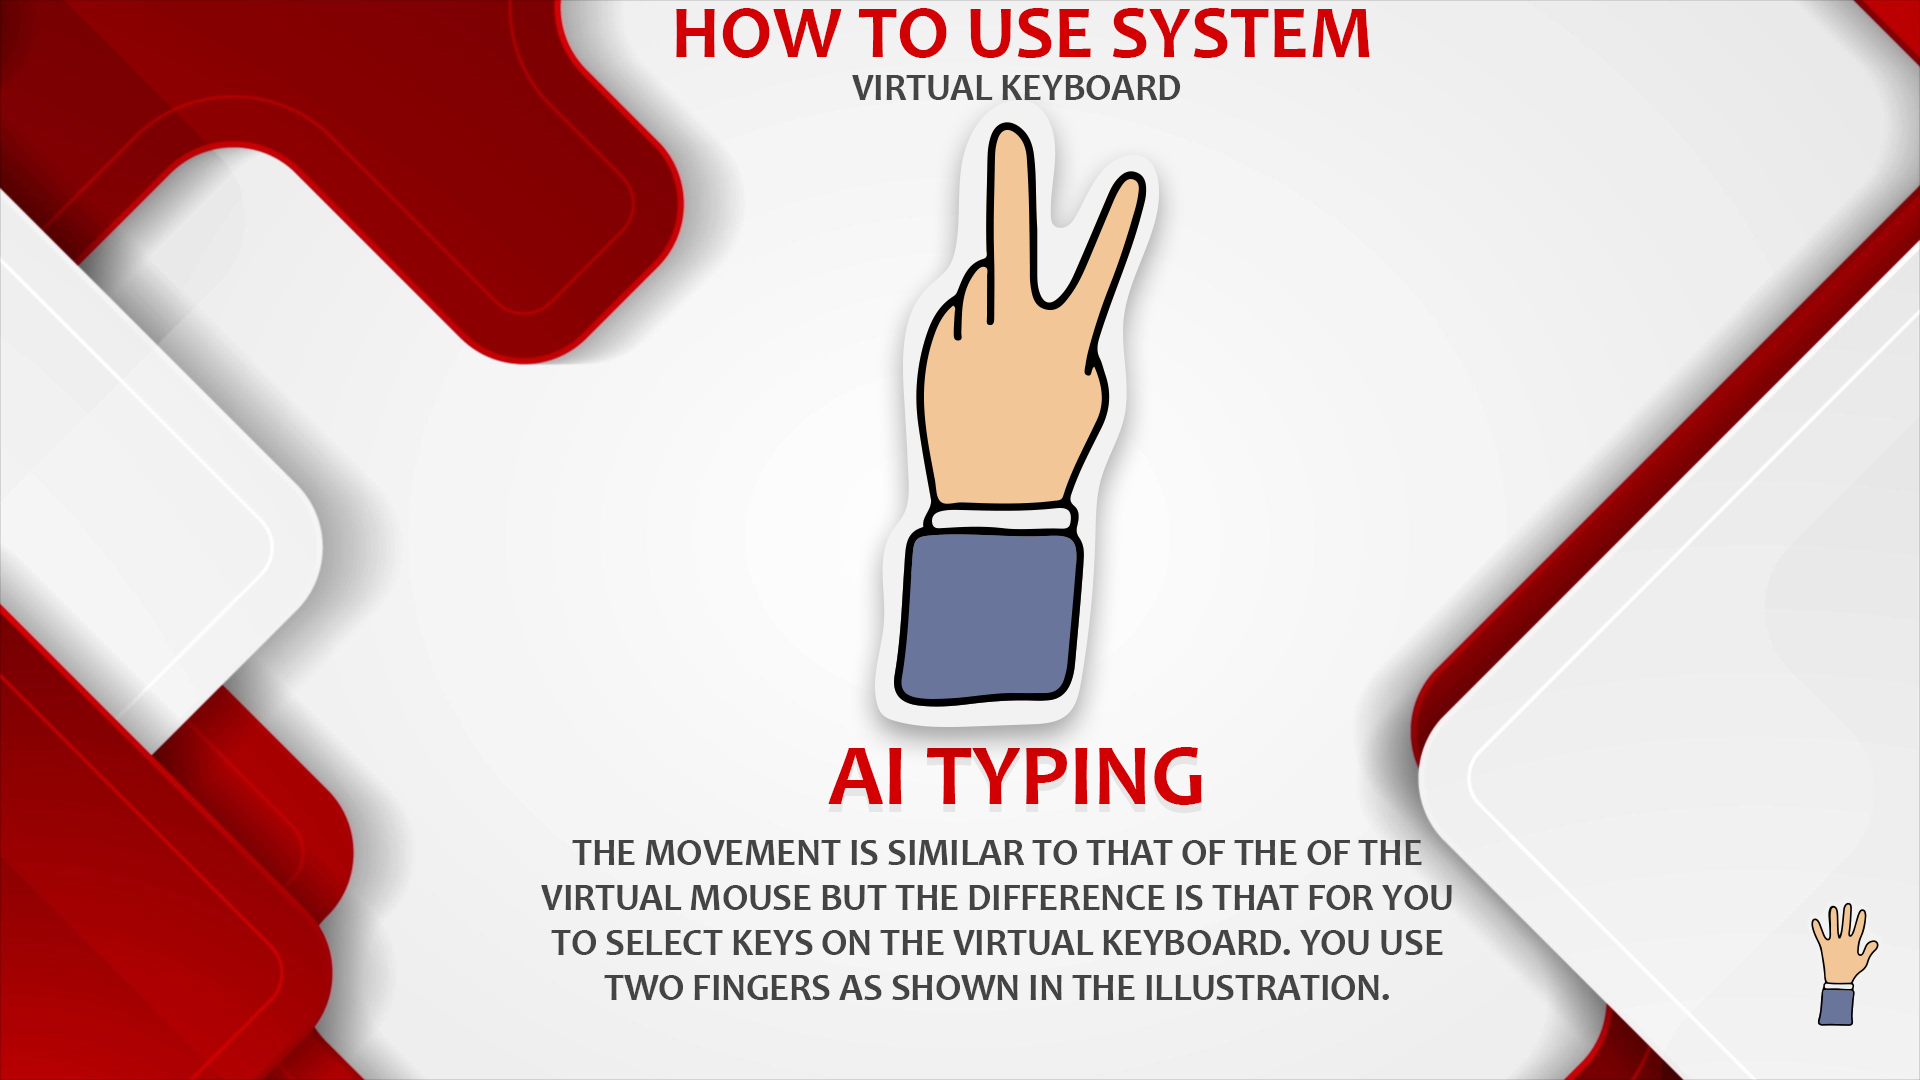 HOW TO USE SYSTEM
VIRTUAL KEYBOARD
AI TYPING
THE MOVEMENT IS SIMILAR TO THAT OF THE OF THE
VIRTUAL MOUSE BUT THE DIFFERENCE IS THAT FOR YOU
TO SELECT KEYS ON THE VIRTUAL KEYBOARD. YOU USE
TWO FINGERS AS SHOWN IN THE ILLUSTRATION.